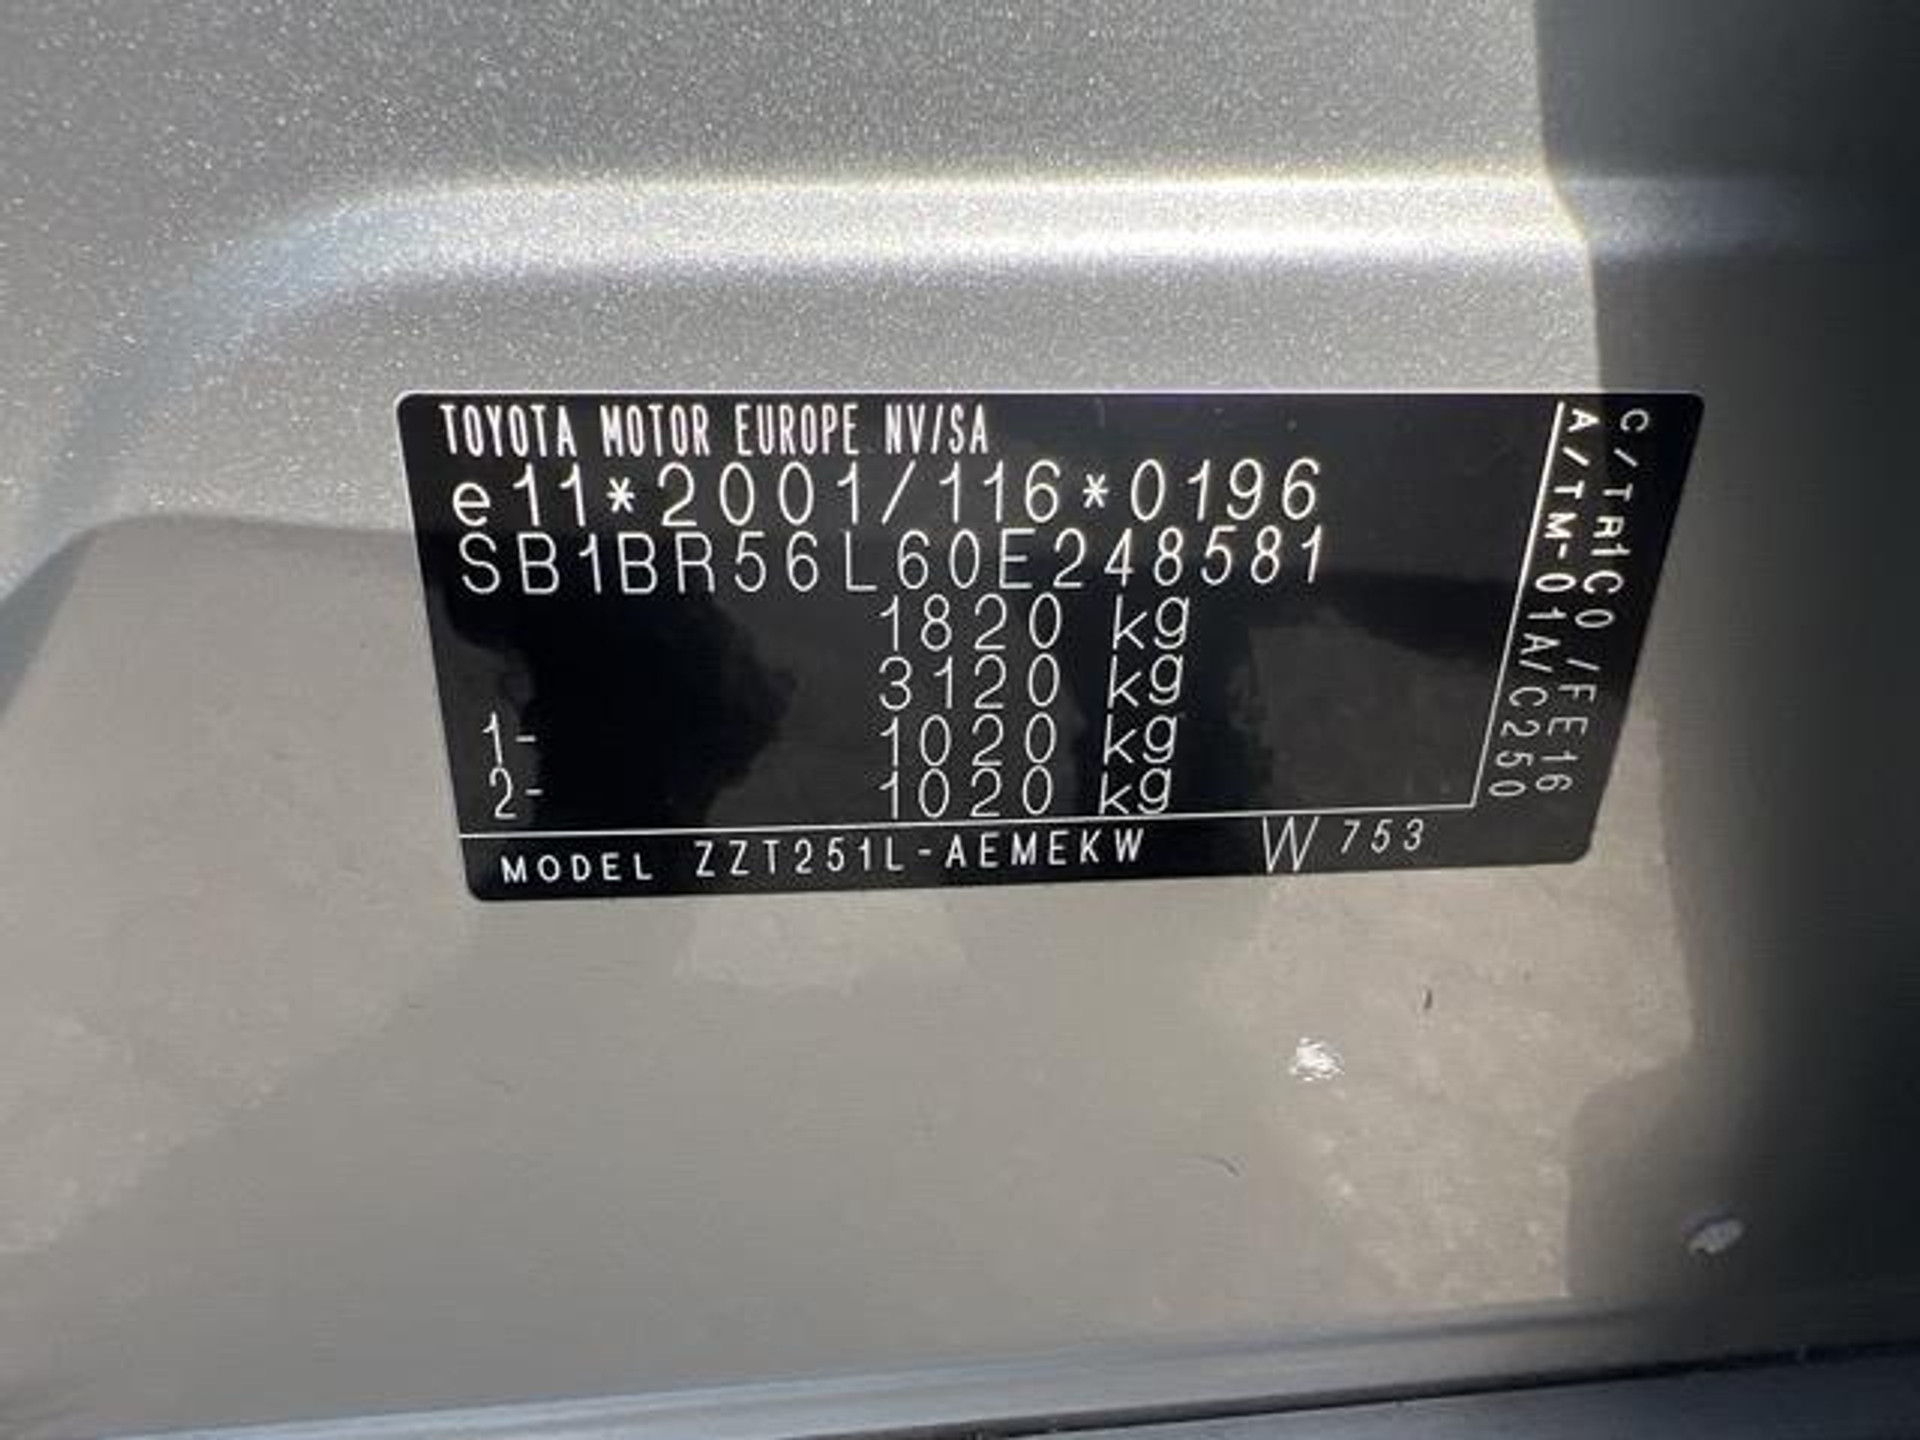 TOYOTA MOTOR EUROPE NV/SA
e11*2001/116*0196
SB1BR56L60E248581
1820 kg
3120 kg
1- 1020 kg
2- 1020 kg
MODEL ZZT251L-AEMEKW W753
C/TR1C0 /FE16
A/TM-01A/C250